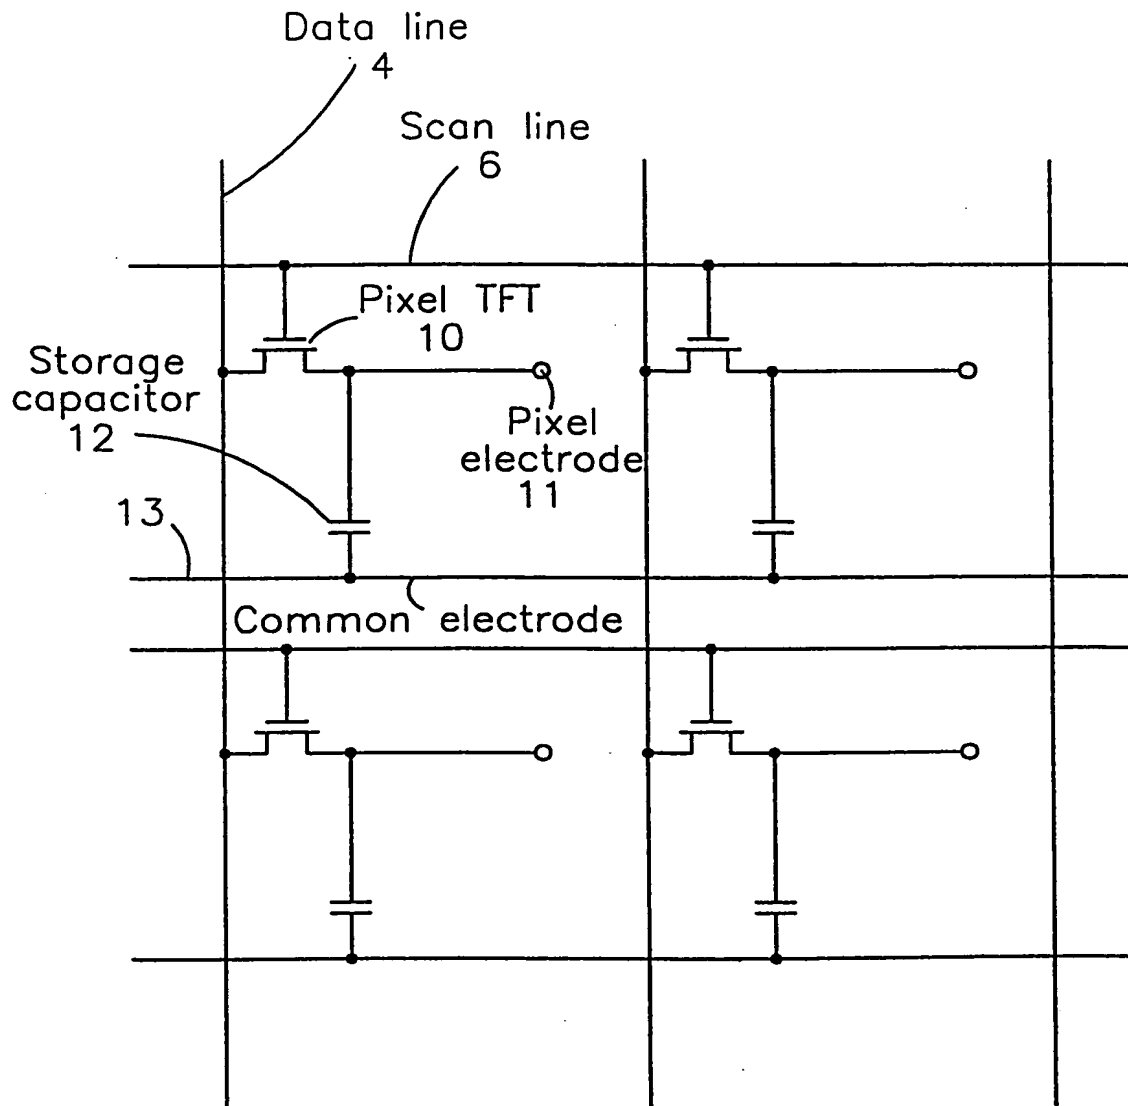 Data line
4
Scan line
6
Pixel TFT
10
Storage
capacitor
12
Pixel
electrode
11
13
Common electrode